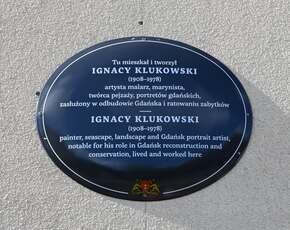 Tu mieszkał i tworzył
IGNACY KLUKOWSKI
(1908–1978)
artysta malarz, marynista,
twórca pejzaży, portretów gdańskich,
zasłużony w odbudowie Gdańska i ratowaniu zabytków
IGNACY KLUKOWSKI
(1908–1978)
painter, seascape, landscape and Gdańsk portrait artist,
notable for his role in Gdańsk reconstruction and
conservation, lived and worked here